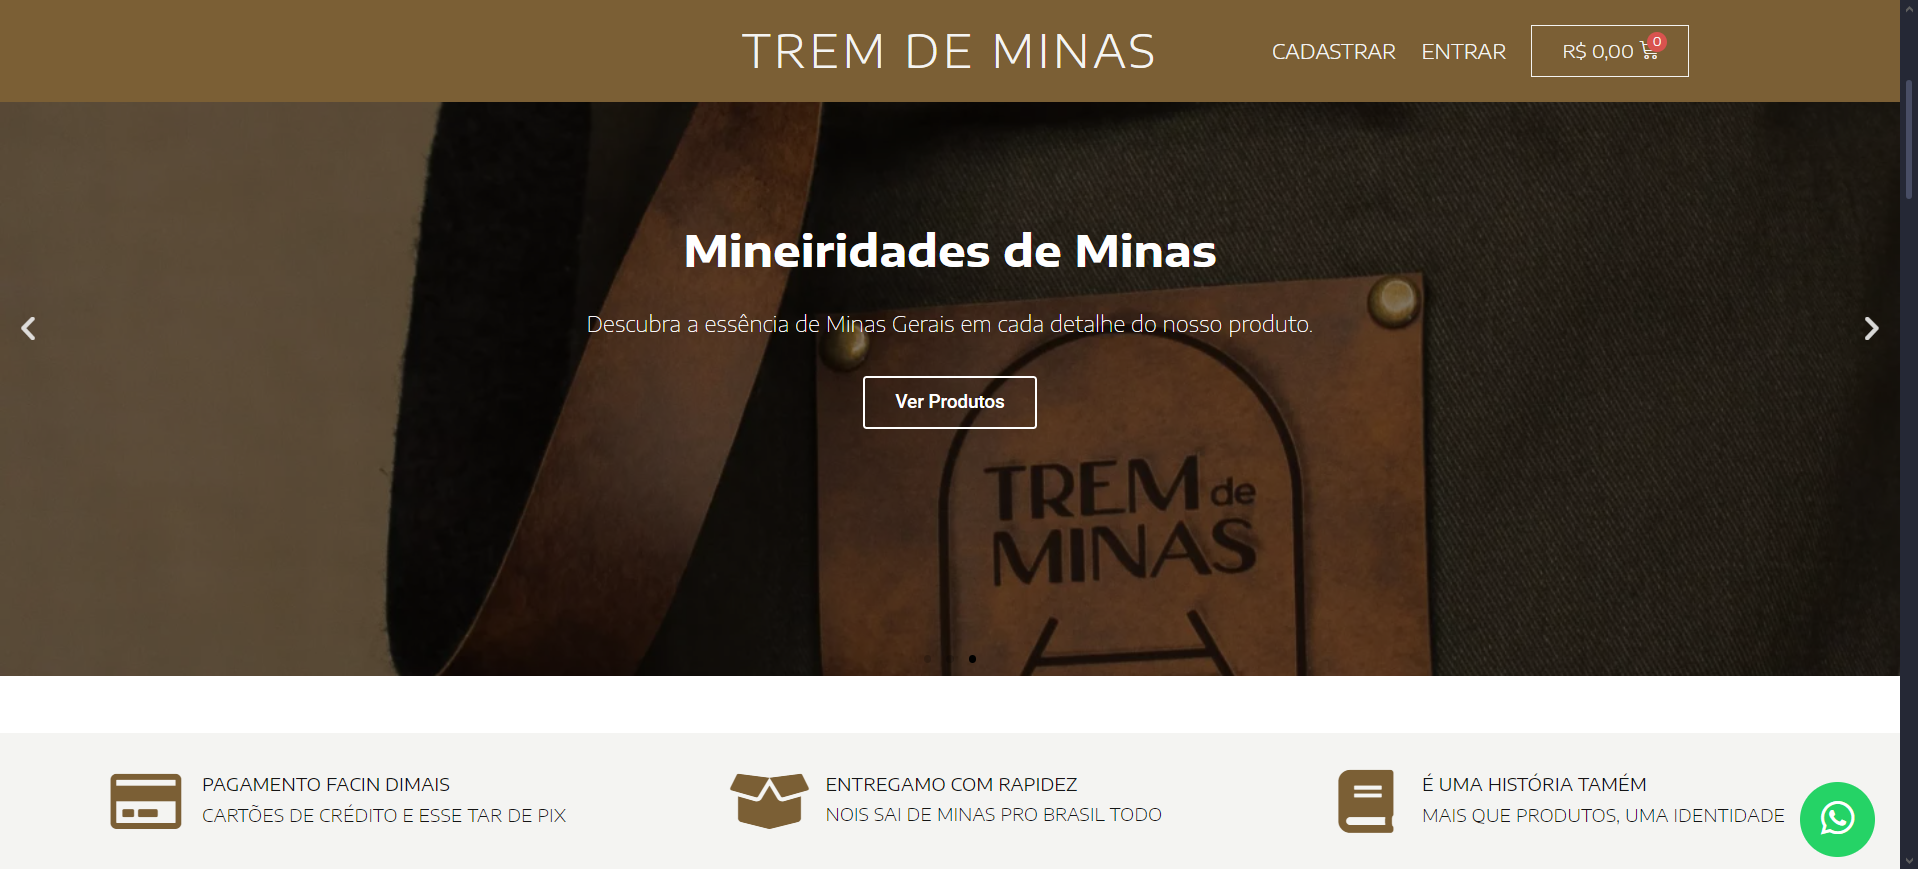 TREM DE MINAS
CADASTRAR ENTRAR R$ 0,00 0
Mineiridades de Minas
Descubra a essência de Minas Gerais em cada detalhe do nosso produto.
Ver Produtos
TREM de
MINAS
PAGAMENTO FACIN DIMAIS
CARTÕES DE CRÉDITO E ESSE TAR DE PIX
ENTREGAMO COM RAPIDEZ
NOIS SAI DE MINAS PRO BRASIL TODO
É UMA HISTÓRIA TAMÉM
MAIS QUE PRODUTOS, UMA IDENTIDADE